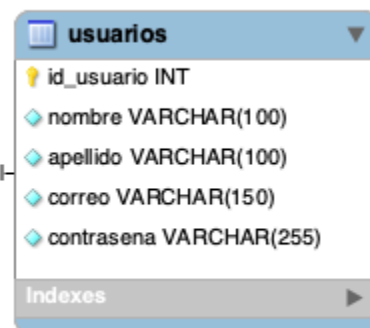 usuarios
id_usuario INT
nombre VARCHAR(100)
apellido VARCHAR(100)
correo VARCHAR(150)
contrasena VARCHAR(255)
Indexes